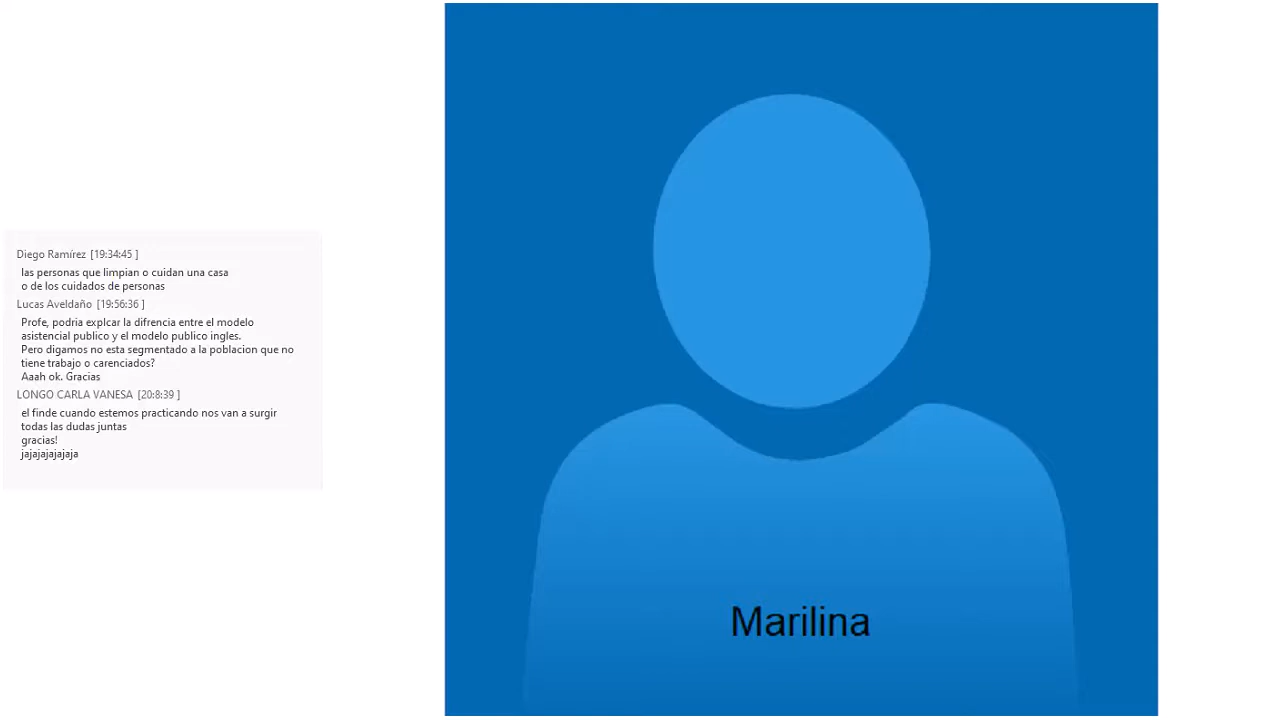 Diego Ramírez [19:34:45 ]
las personas que limpian o cuidan una casa
o de los cuidados de personas
Lucas Aveldaño [19:56:36 ]
Profe, podria explcar la difrencia entre el modelo
asistencial publico y el modelo publico ingles.
Pero digamos no esta segmentado a la poblacion que no
tiene trabajo o carenciados?
Aaah ok. Gracias
LONGO CARLA VANESA [20:8:39 ]
el finde cuando estemos practicando nos van a surgir
todas las dudas juntas
gracias!
jajajajajajaja
Marilina